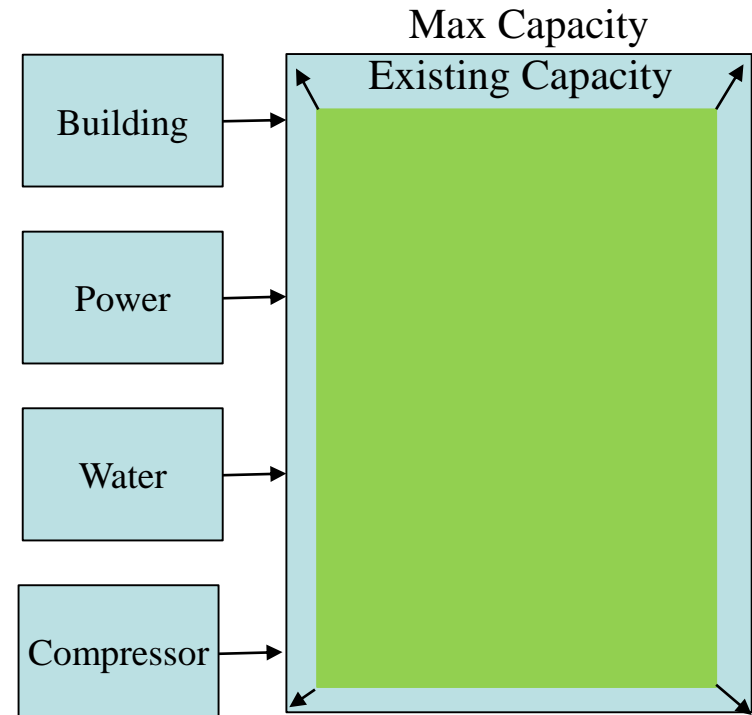 Max Capacity
Existing Capacity
Building
Power
Water
Compressor